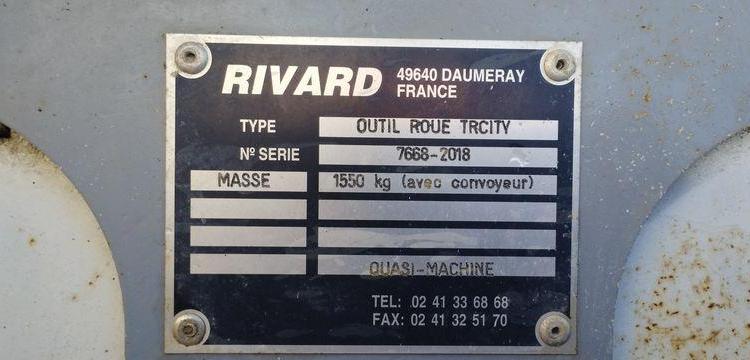 RIVARD 49640 DAUMERAY
FRANCE
TYPE OUTIL ROUE TRCITY
Nº SERIE 7668-2018
MASSE 1550 kg (avec convoyeur)
QUASI-MACHINE
TEL: 02 41 33 68 68
FAX: 02 41 32 51 70